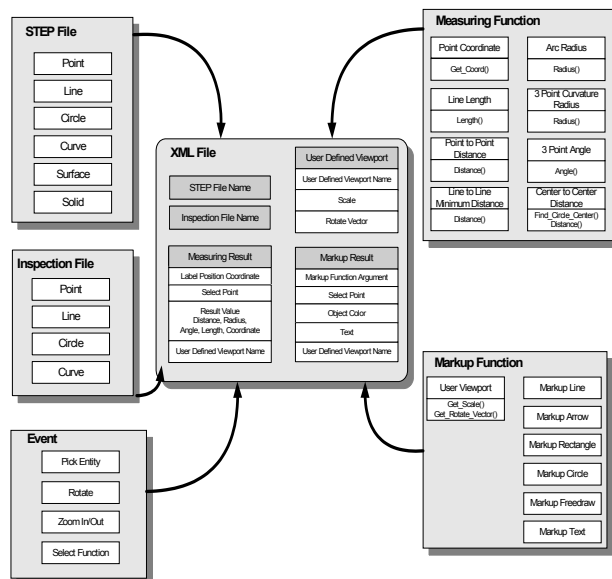 STEP File
Point
Line
Circle
Curve
Surface
Solid
Inspection File
Point
Line
Circle
Curve
Event
Pick Entity
Rotate
Zoom In/Out
Select Function
XML File
STEP File Name
Inspection File Name
User Defined Viewport
User Defined Viewport Name
Scale
Rotate Vector
Measuring Result
Label Position Coordinate
Select Point
Result Value
Distance, Radius,
Angle, Length, Coordinate
User Defined Viewport Name
Markup Result
Markup Function Argument
Select Point
Object Color
Text
User Defined Viewport Name
Measuring Function
Point Coordinate
Get_Coord()
Arc Radius
Radius()
Line Length
Length()
3 Point Curvature
Radius
Radius()
Point to Point
Distance
Distance()
3 Point Angle
Angle()
Line to Line
Minimum Distance
Distance()
Center to Center
Distance
Find_Circle_Center()
Distance()
Markup Function
User Viewport
Get_Scale()
Get_Rotate_Vector()
Markup Line
Markup Arrow
Markup Rectangle
Markup Circle
Markup Freedraw
Markup Text